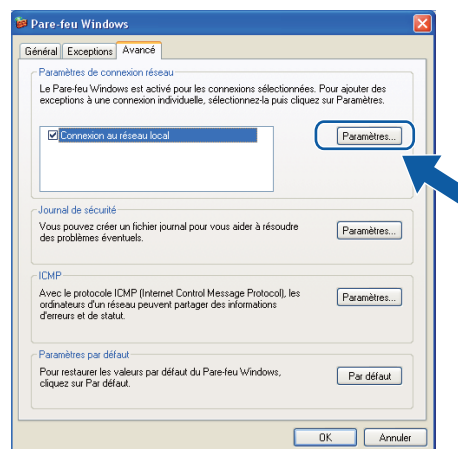 Pare-feu Windows
Général Exceptions Avancé
Paramètres de connexion réseau
Le Pare-feu Windows est activé pour les connexions sélectionnées. Pour ajouter des
exceptions à une connexion individuelle, sélectionnez-la puis cliquez sur Paramètres.
Connexion au réseau local
Paramètres...
Journal de sécurité
Vous pouvez créer un fichier journal pour vous aider à résoudre
des problèmes éventuels.
Paramètres...
ICMP
Avec le protocole ICMP (Internet Control Message Protocol), les
ordinateurs d'un réseau peuvent partager des informations
d'erreurs et de statut.
Paramètres...
Paramètres par défaut
Pour restaurer les valeurs par défaut du Pare-feu Windows,
cliquez sur Par défaut.
Par défaut
OK Annuler